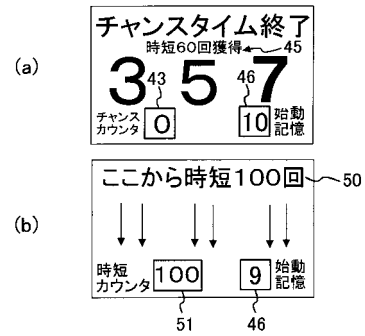 (a)
チャンスタイム終了
時短60回獲得 45
3 5 7
43 46
チャンス
カウンタ 0 10 始動
記憶
(b)
ここから時短100回 50
時短
カウンタ 100 9 始動
記憶
51 46